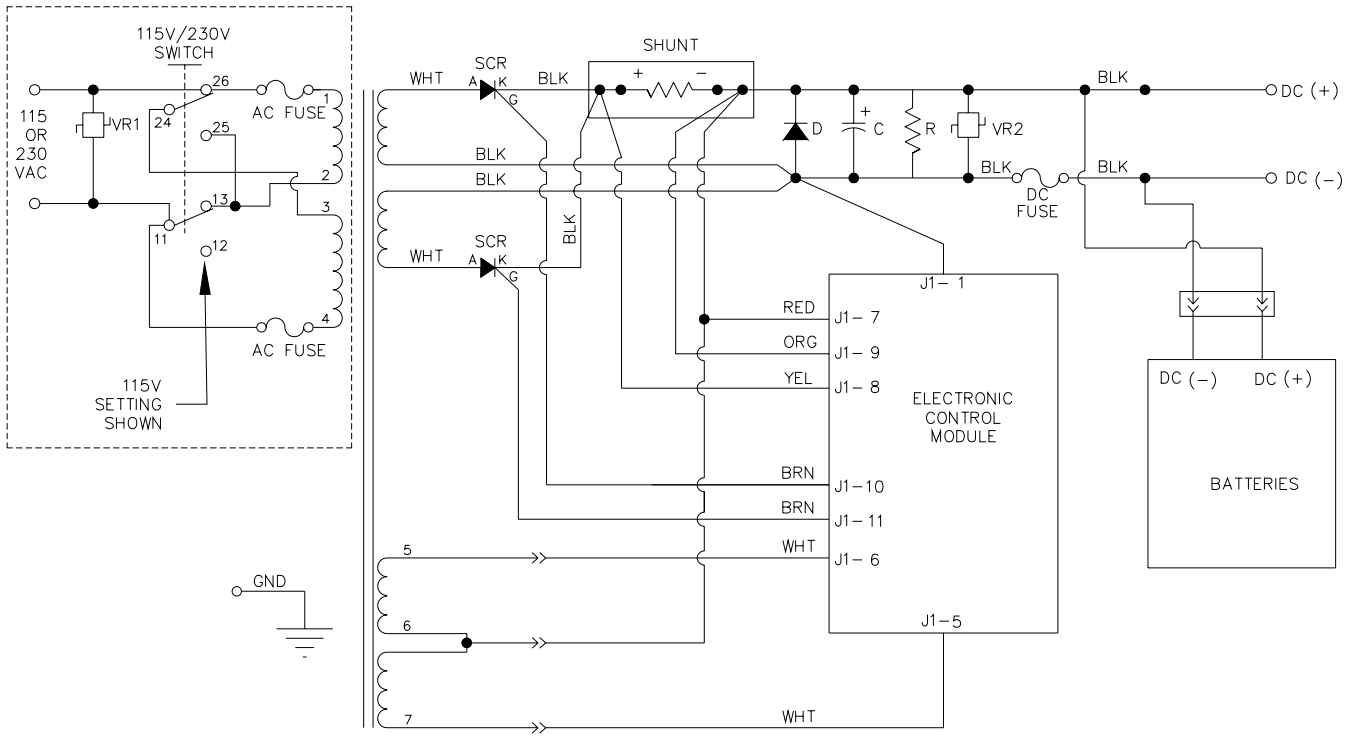 115V/230V
SWITCH
26
24
25
AC FUSE
1
115
OR
230
VAC
VR1
2
13
3
11
12
4
AC FUSE
115V
SETTING
SHOWN
GND
WHT
SCR
A
K
G
BLK
SHUNT
+
-
BLK
BLK
BLK
WHT
SCR
A
K
G
D
+
C
R
VR2
BLK
DC (+)
BLK
DC
FUSE
BLK
DC (-)
J1- 1
RED
J1- 7
ORG
J1- 9
YEL
J1- 8
ELECTRONIC
CONTROL
MODULE
BRN
J1-10
BRN
J1-11
5
WHT
J1- 6
6
J1-5
7
WHT
DC (-)
DC (+)
BATTERIES